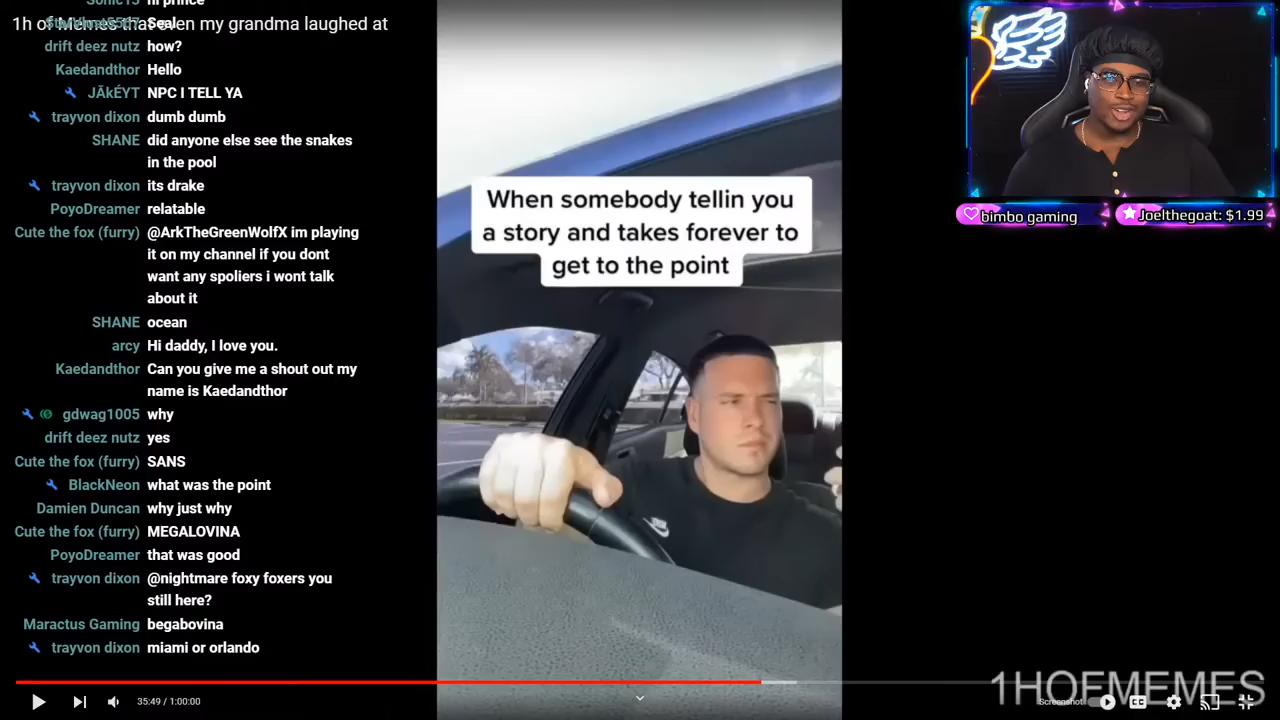 Sonic15 hi prince
1h of Memes that even my grandma laughed at
Seal
drift deez nutz how?
Kaedandthor Hello
JÃkÉYT NPC I TELL YA
trayvon dixon dumb dumb
SHANE did anyone else see the snakes
in the pool
trayvon dixon its drake
PoyoDreamer relatable
Cute the fox (furry) @ArkTheGreenWolfX im playing
it on my channel if you dont
want any spoliers i wont talk
about it
SHANE ocean
arcy Hi daddy, I love you.
Kaedandthor Can you give me a shout out my
name is Kaedandthor
gdwag1005 why
drift deez nutz yes
Cute the fox (furry) SANS
BlackNeon what was the point
Damien Duncan why just why
Cute the fox (furry) MEGALOVINA
PoyoDreamer that was good
trayvon dixon @nightmare foxy foxers you
still here?
Maractus Gaming begabovina
trayvon dixon miami or orlando
When somebody tellin you
a story and takes forever to
get to the point
bimbo gaming
Joelthegoat: $1.99
1HOFMEMES
35:49 / 1:00:00
Screenshot
CC